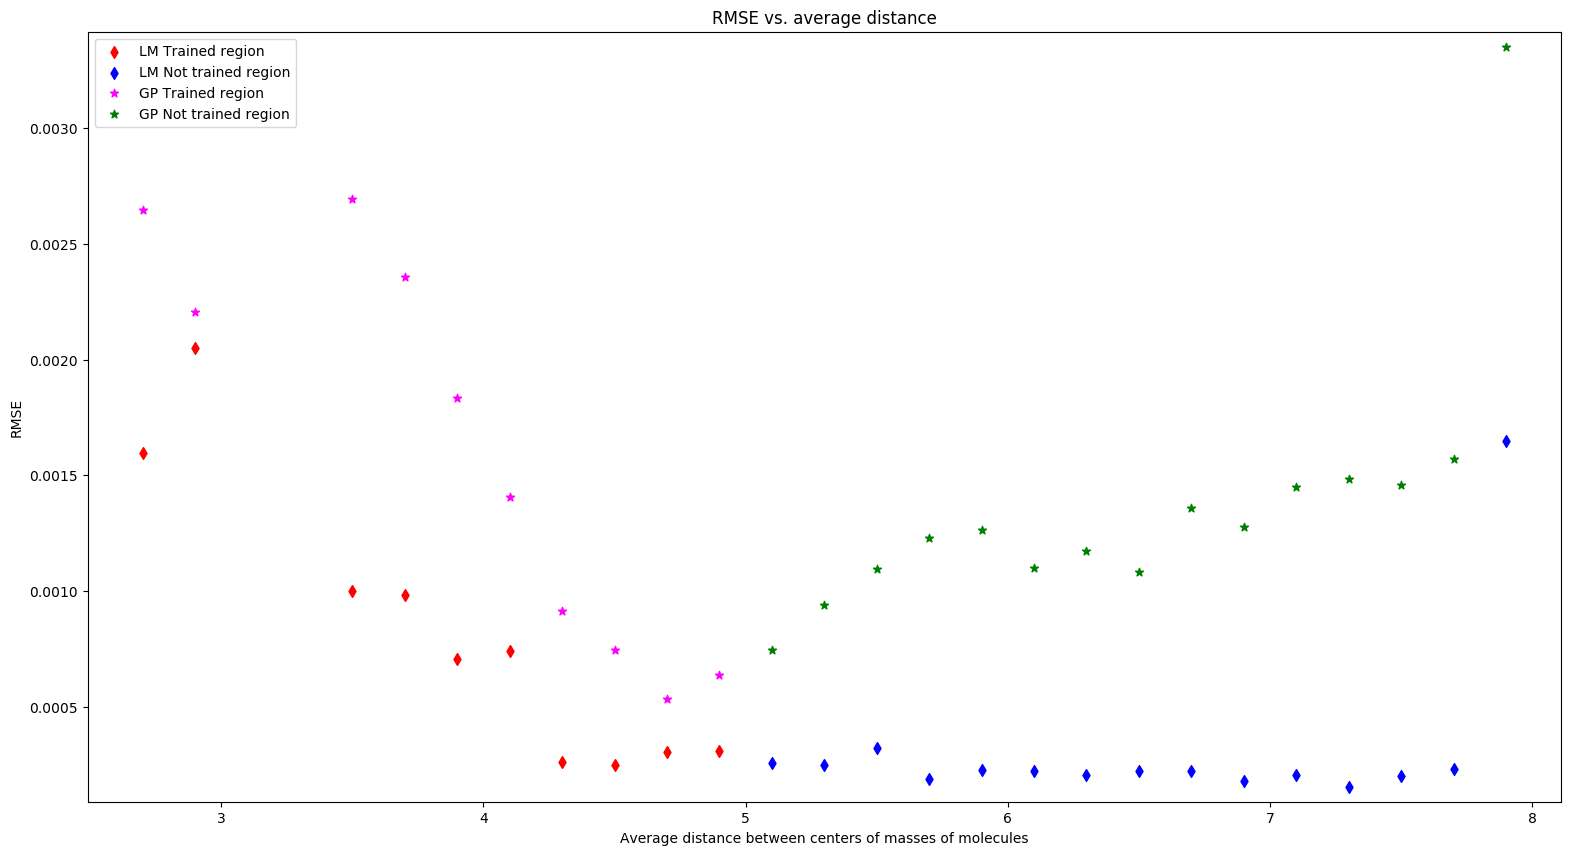 RMSE vs. average distance
LM Trained region
LM Not trained region
GP Trained region
GP Not trained region
0.0030
0.0025
0.0020
0.0015
0.0010
0.0005
RMSE
3
4
5
6
7
8
Average distance between centers of masses of molecules